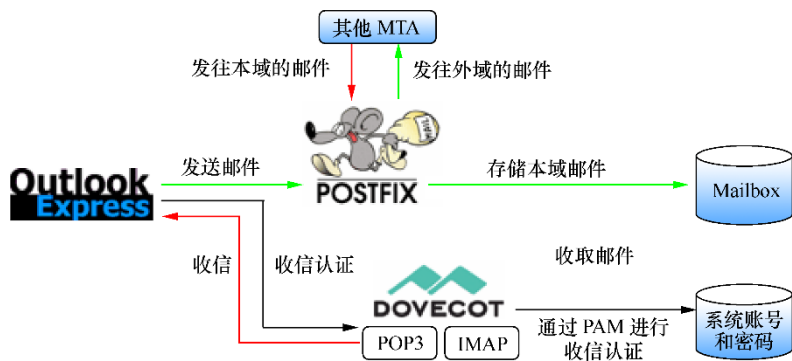 其他 MTA
发往本域的邮件
发往外域的邮件
发送邮件
POSTFIX
存储本域邮件
Outlook
Express
Mailbox
收信
收信认证
收取邮件
DOVECOT
POP3
IMAP
通过 PAM 进行
收信认证
系统账号
和密码